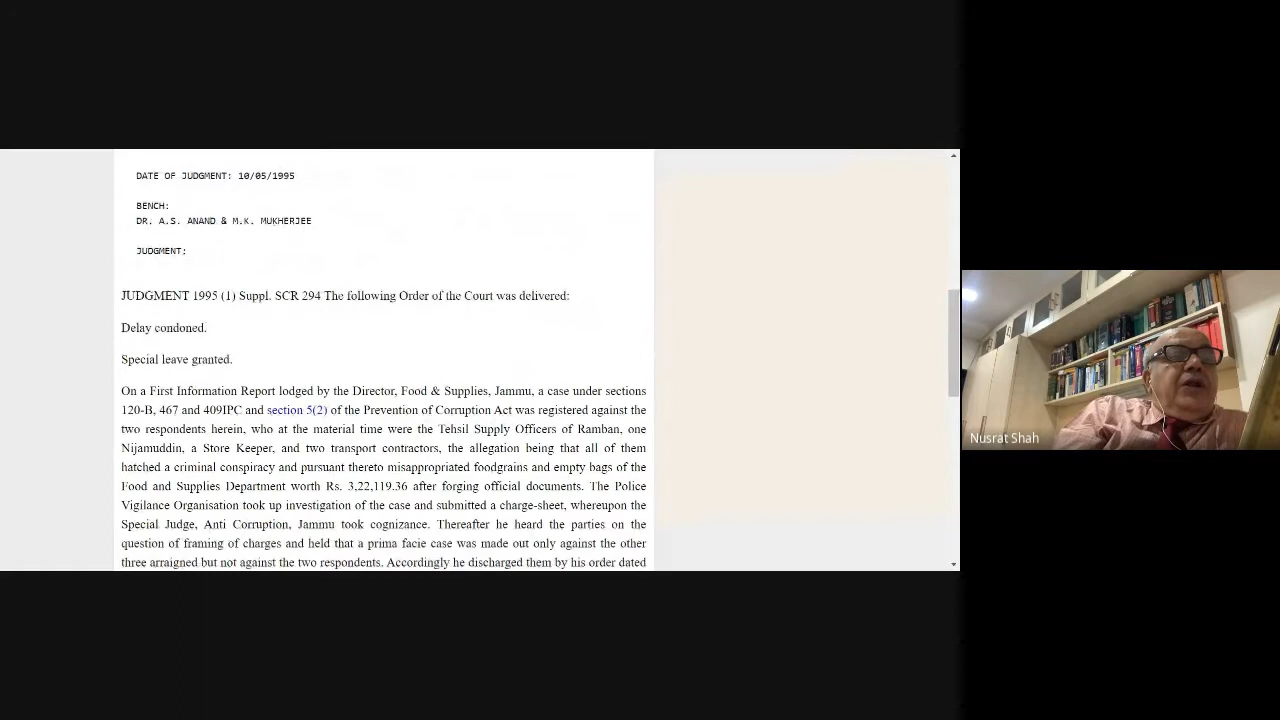 DATE OF JUDGMENT: 10/05/1995
BENCH:
DR. A.S. ANAND & M.K. MUKHERJEE
JUDGMENT;
JUDGMENT 1995 (1) Suppl. SCR 294 The following Order of the Court was delivered:
Delay condoned.
Special leave granted.
On a First Information Report lodged by the Director, Food & Supplies, Jammu, a case under sections
120-B, 467 and 409IPC and section 5(2) of the Prevention of Corruption Act was registered against the
two respondents herein, who at the material time were the Tehsil Supply Officers of Ramban, one
Nijamuddin, a Store Keeper, and two transport contractors, the allegation being that all of them
hatched a criminal conspiracy and pursuant thereto misappropriated foodgrains and empty bags of the
Food and Supplies Department worth Rs. 3,22,119.36 after forging official documents. The Police
Vigilance Organisation took up investigation of the case and submitted a charge-sheet, whereupon the
Special Judge, Anti Corruption, Jammu took cognizance. Thereafter he heard the parties on the
question of framing of charges and held that a prima facie case was made out only against the other
three arraigned but not against the two respondents. Accordingly he discharged them by his order dated
Nusrat Shah